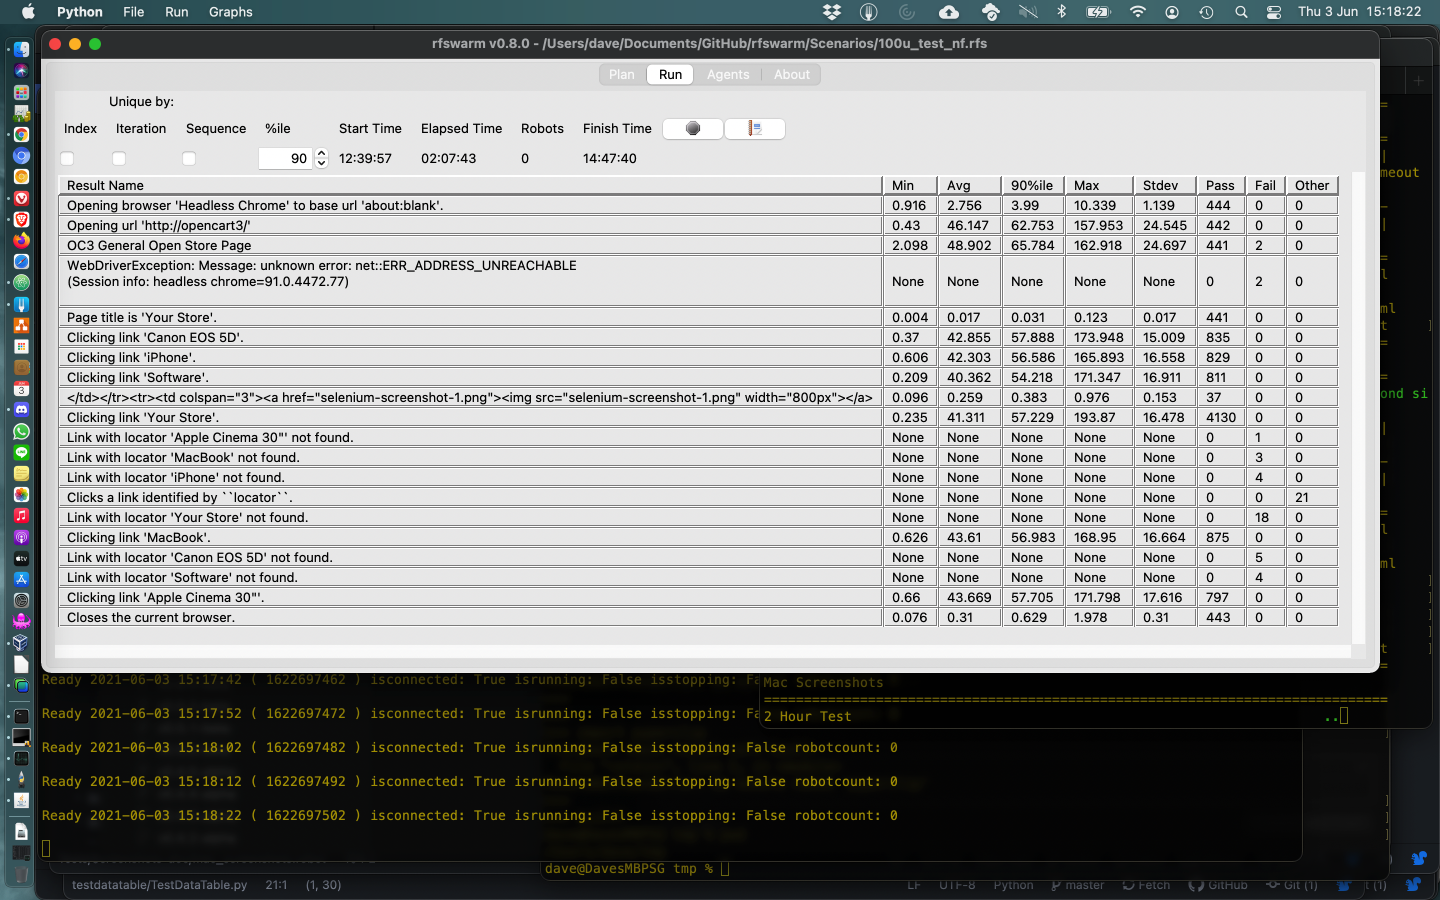 Python File Run Graphs Thu 3 Jun 15:18:22
rfswarm v0.8.0 - /Users/dave/Documents/GitHub/rfswarm/Scenarios/100u_test_nf.rfs
Plan Run Agents About
Unique by:
Index Iteration Sequence %ile Start Time Elapsed Time Robots Finish Time
90 12:39:57 02:07:43 0 14:47:40
Result Name Min Avg 90%ile Max Stdev Pass Fail Other
Opening browser 'Headless Chrome' to base url 'about:blank'. 0.916 2.756 3.99 10.339 1.139 444 0 0
Opening url 'http://opencart3/' 0.43 46.147 62.753 157.953 24.545 442 0 0
OC3 General Open Store Page 2.098 48.902 65.784 162.918 24.697 441 2 0
WebDriverException: Message: unknown error: net::ERR_ADDRESS_UNREACHABLE
(Session info: headless chrome=91.0.4472.77) None None None None None 0 2 0
Page title is 'Your Store'. 0.004 0.017 0.031 0.123 0.017 441 0 0
Clicking link 'Canon EOS 5D'. 0.37 42.855 57.888 173.948 15.009 835 0 0
Clicking link 'iPhone'. 0.606 42.303 56.586 165.893 16.558 829 0 0
Clicking link 'Software'. 0.209 40.362 54.218 171.347 16.911 811 0 0
</td></tr><tr><td colspan="3"><a href="selenium-screenshot-1.png"><img src="selenium-screenshot-1.png" width="800px"></a> 0.096 0.259 0.383 0.976 0.153 37 0 0
Clicking link 'Your Store'. 0.235 41.311 57.229 193.87 16.478 4130 0 0
Link with locator 'Apple Cinema 30"' not found. None None None None None 0 1 0
Link with locator 'MacBook' not found. None None None None None 0 3 0
Link with locator 'iPhone' not found. None None None None None 0 4 0
Clicks a link identified by ``locator``. None None None None None 0 0 21
Link with locator 'Your Store' not found. None None None None None 0 18 0
Clicking link 'MacBook'. 0.626 43.61 56.983 168.95 16.664 875 0 0
Link with locator 'Canon EOS 5D' not found. None None None None None 0 5 0
Link with locator 'Software' not found. None None None None None 0 4 0
Clicking link 'Apple Cinema 30"'. 0.66 43.669 57.705 171.798 17.616 797 0 0
Closes the current browser. 0.076 0.31 0.629 1.978 0.31 443 0 0
Ready 2021-06-03 15:17:42 ( 1622697462 ) isconnected: True isrunning: False isstopping: Fa
Mac Screenshots
Ready 2021-06-03 15:17:52 ( 1622697472 ) isconnected: True isrunning: False isstopping: Fa
2 Hour Test ..
Ready 2021-06-03 15:18:02 ( 1622697482 ) isconnected: True isrunning: False isstopping: False robotcount: 0
Ready 2021-06-03 15:18:12 ( 1622697492 ) isconnected: True isrunning: False isstopping: False robotcount: 0
Ready 2021-06-03 15:18:22 ( 1622697502 ) isconnected: True isrunning: False isstopping: False robotcount: 0
dave@DavesMBPSG tmp %
testdatatable/TestDataTable.py 21:1 (1, 30) LF UTF-8 Python master Fetch GitHub Git (1)